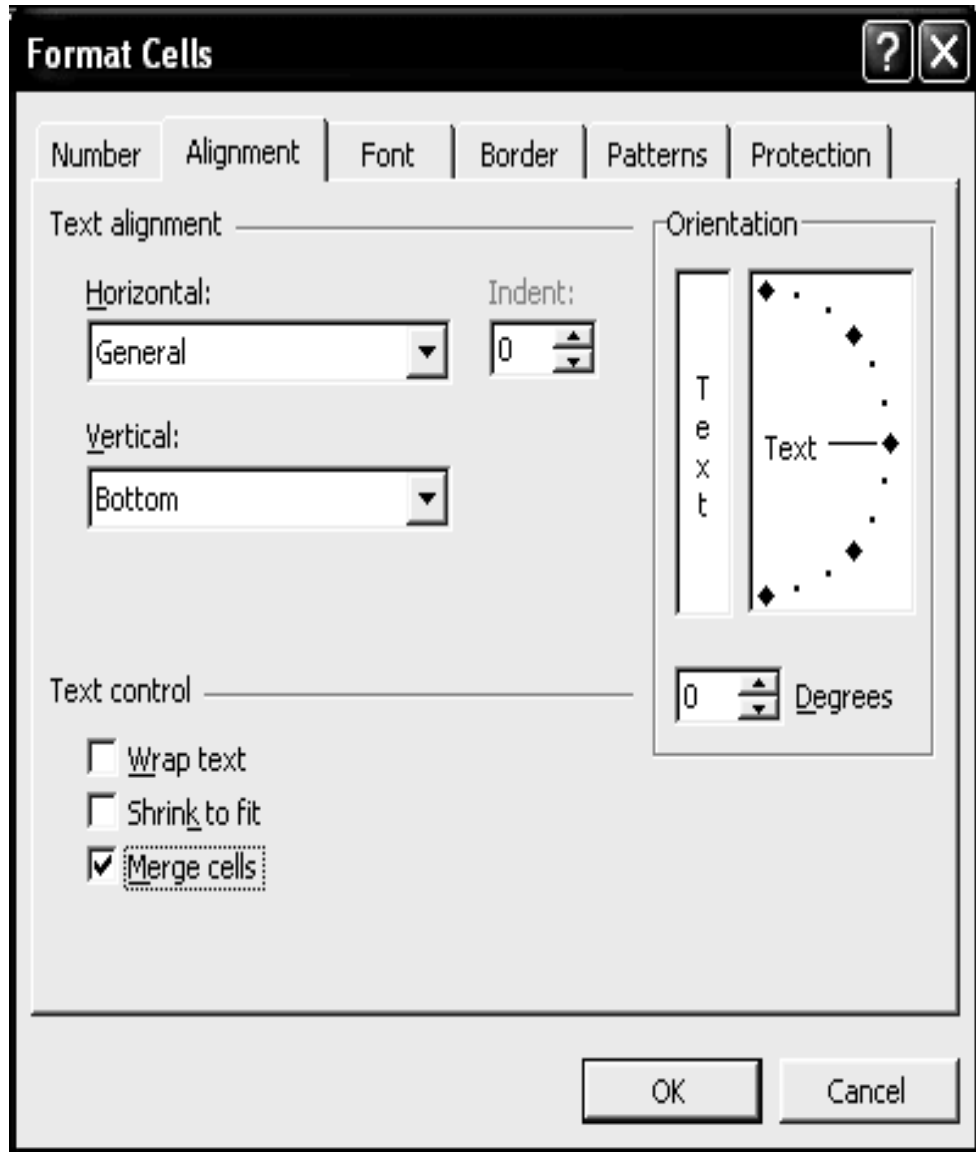 Format Cells
Number Alignment Font Border Patterns Protection
Text alignment
Horizontal:
General
Indent:
0
Vertical:
Bottom
Text control
Wrap text
Shrink to fit
Merge cells
Orientation
Text
Text
0 Degrees
OK Cancel